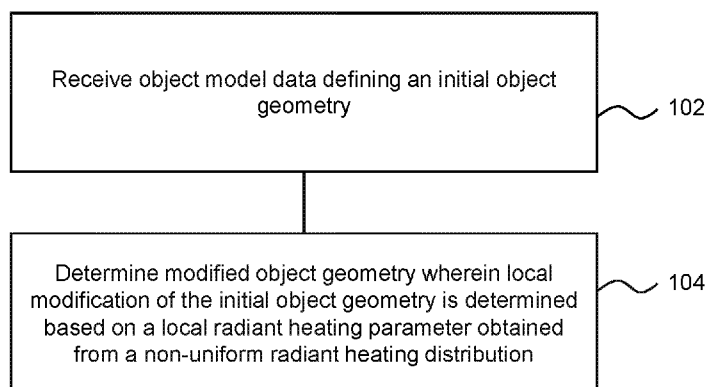 Receive object model data defining an initial object
geometry
102
Determine modified object geometry wherein local
modification of the initial object geometry is determined
based on a local radiant heating parameter obtained
from a non-uniform radiant heating distribution
104